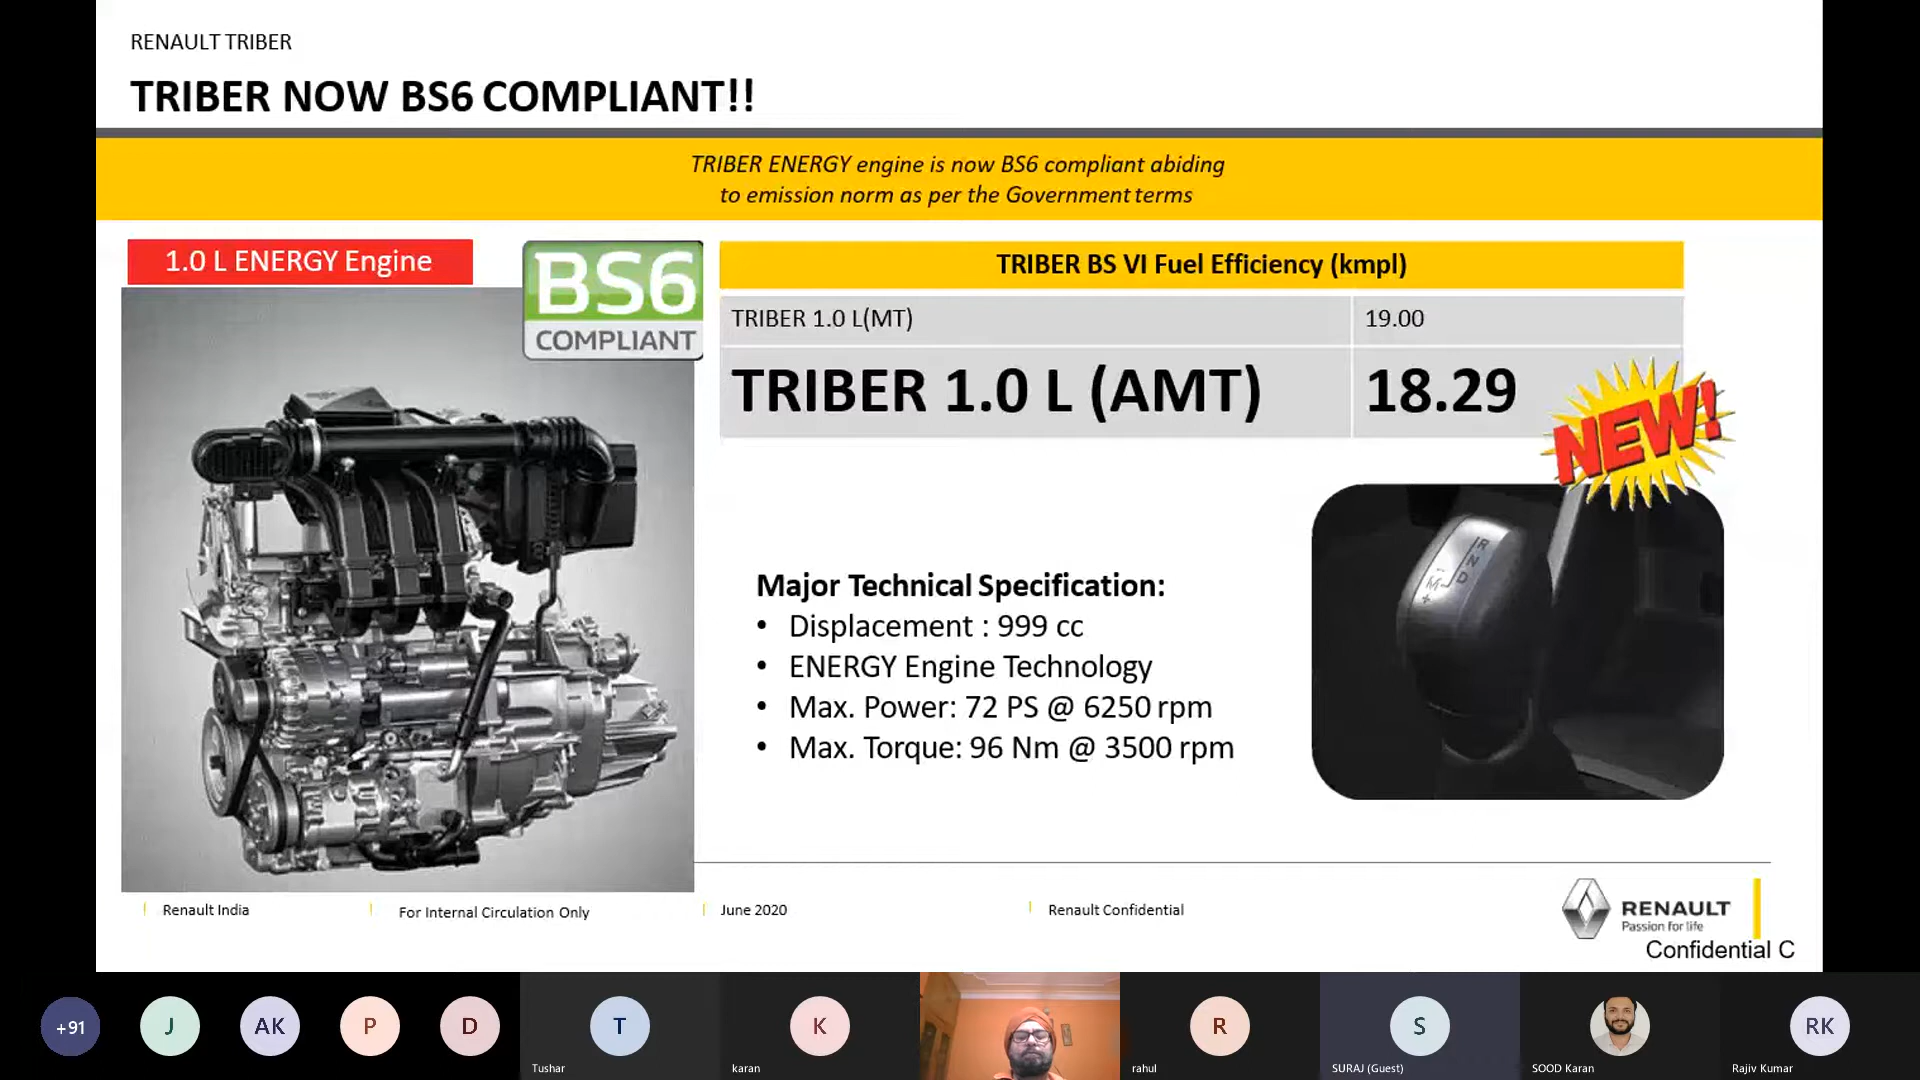 RENAULT TRIBER
TRIBER NOW BS6 COMPLIANT!!
TRIBER ENERGY engine is now BS6 compliant abiding
to emission norm as per the Government terms
1.0 L ENERGY Engine
BS6
COMPLIANT
TRIBER BS VI Fuel Efficiency (kmpl)
TRIBER 1.0 L(MT) 19.00
TRIBER 1.0 L (AMT) 18.29
NEW!
R
N
D
-
M
+
Major Technical Specification:
• Displacement : 999 cc
• ENERGY Engine Technology
• Max. Power: 72 PS @ 6250 rpm
• Max. Torque: 96 Nm @ 3500 rpm
Renault India For Internal Circulation Only June 2020 Renault Confidential
RENAULT
Passion for life
Confidential C
+91 J AK P D T K R S RK
Tushar karan rahul SURAJ (Guest) SOOD Karan Rajiv Kumar